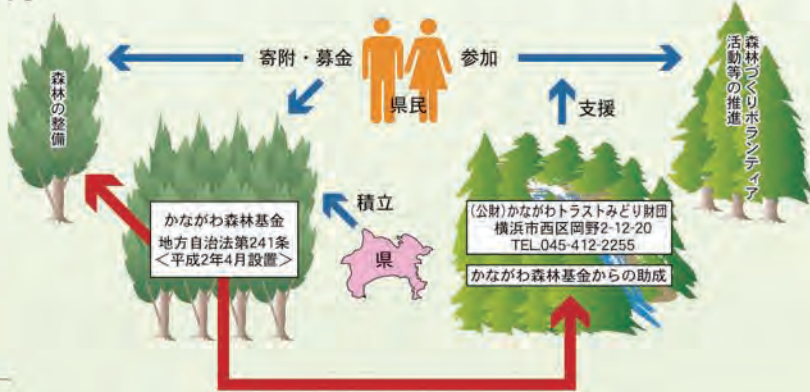 寄附・募金
参加
県民
森林の整備
森林づくりボランティア
活動等の推進
支援
積立
県
かながわ森林基金
地方自治法第241条
＜平成2年4月設置＞
(公財)かながわトラストみどり財団
横浜市西区岡野2-12-20
TEL.045-412-2255
かながわ森林基金からの助成